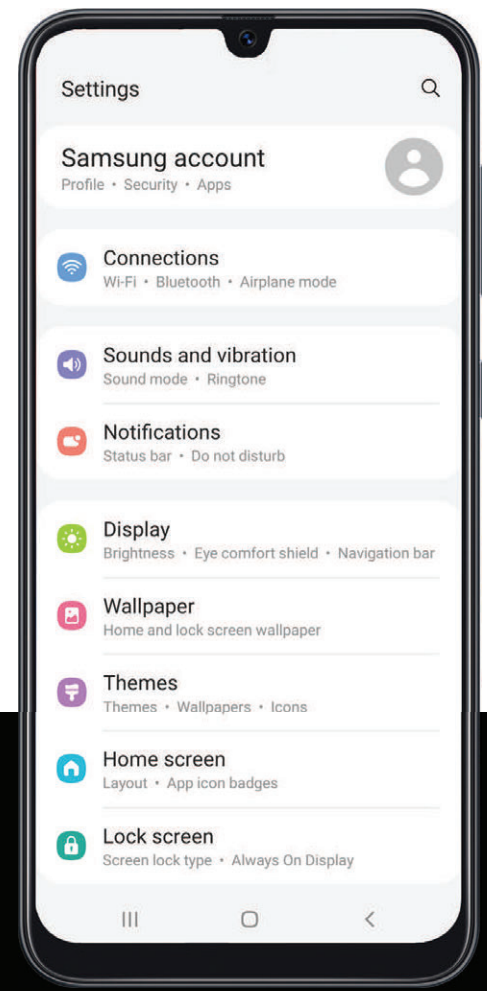 Settings
Samsung account
Profile • Security • Apps
Connections
Wi-Fi • Bluetooth • Airplane mode
Sounds and vibration
Sound mode • Ringtone
Notifications
Status bar • Do not disturb
Display
Brightness • Eye comfort shield • Navigation bar
Wallpaper
Home and lock screen wallpaper
Themes
Themes • Wallpapers • Icons
Home screen
Layout • App icon badges
Lock screen
Screen lock type • Always On Display